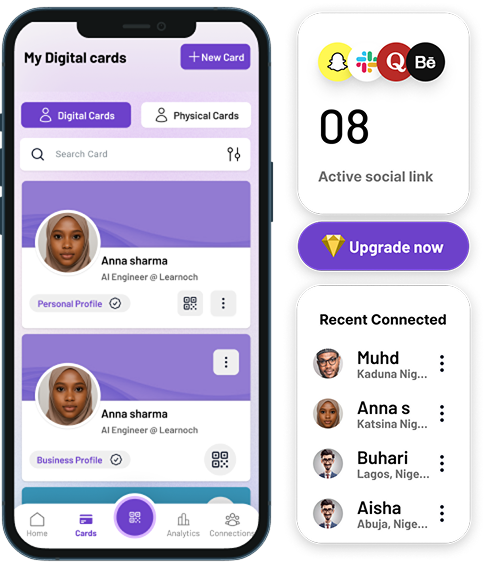 My Digital cards
+New Card
Digital Cards
Physical Cards
Search Card
Anna sharma
AI Engineer @ Learnoch
Personal Profile
Anna sharma
AI Engineer @ Learnoch
Business Profile
Home
Cards
Analytics
Connections
Q
Bē
08
Active social link
Upgrade now
Recent Connected
Muhd
Kaduna Nig...
Anna s
Katsina Nig...
Buhari
Lagos, Nige...
Aisha
Abuja, Nige...